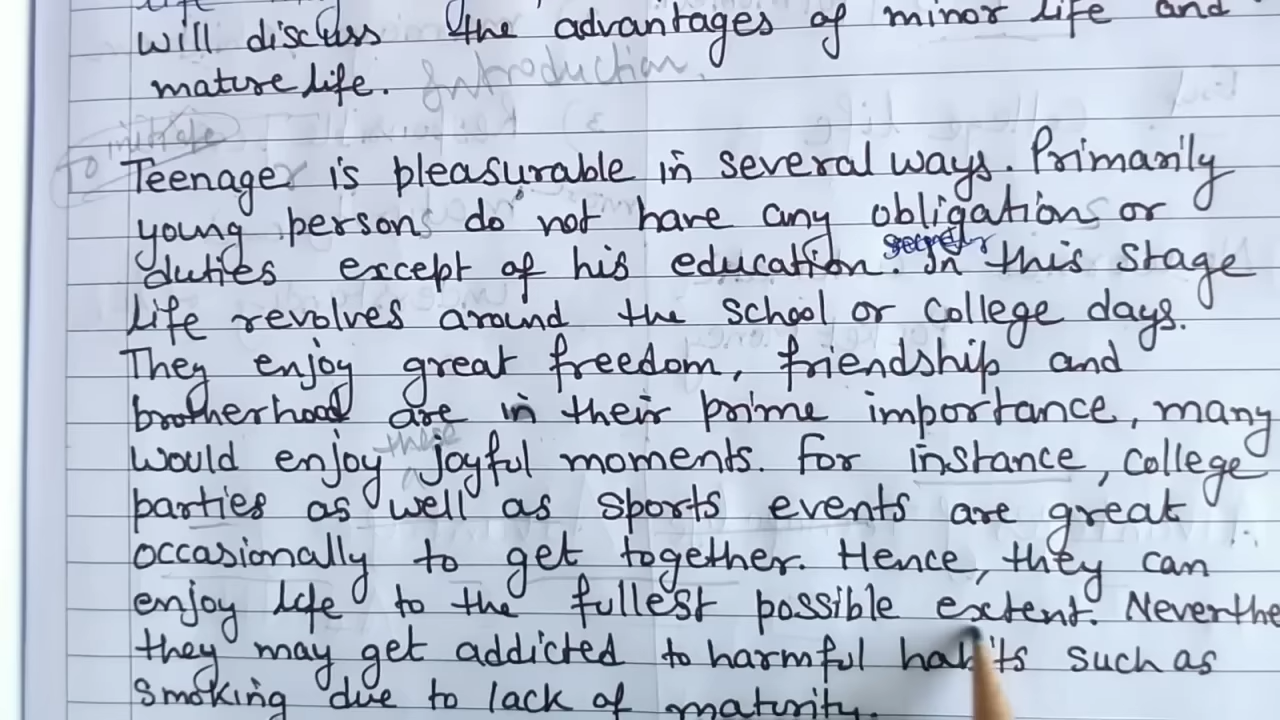 will discuss the advantages of minor life and
mature life. Introduction.
To initiate
Teenage is pleasurable in several ways. Primarily
young persons do not have any obligations or
duties except of his education. In this stage
life revolves around the school or college days.
They enjoy great freedom, friendship and
brotherhood are in their prime importance, many
would enjoy these joyful moments. For instance, college
parties as well as sports events are great
occasionally to get together. Hence, they can
enjoy life to the fullest possible extent. Neverthe
they may get addicted to harmful habits such as
smoking due to lack of maturity.